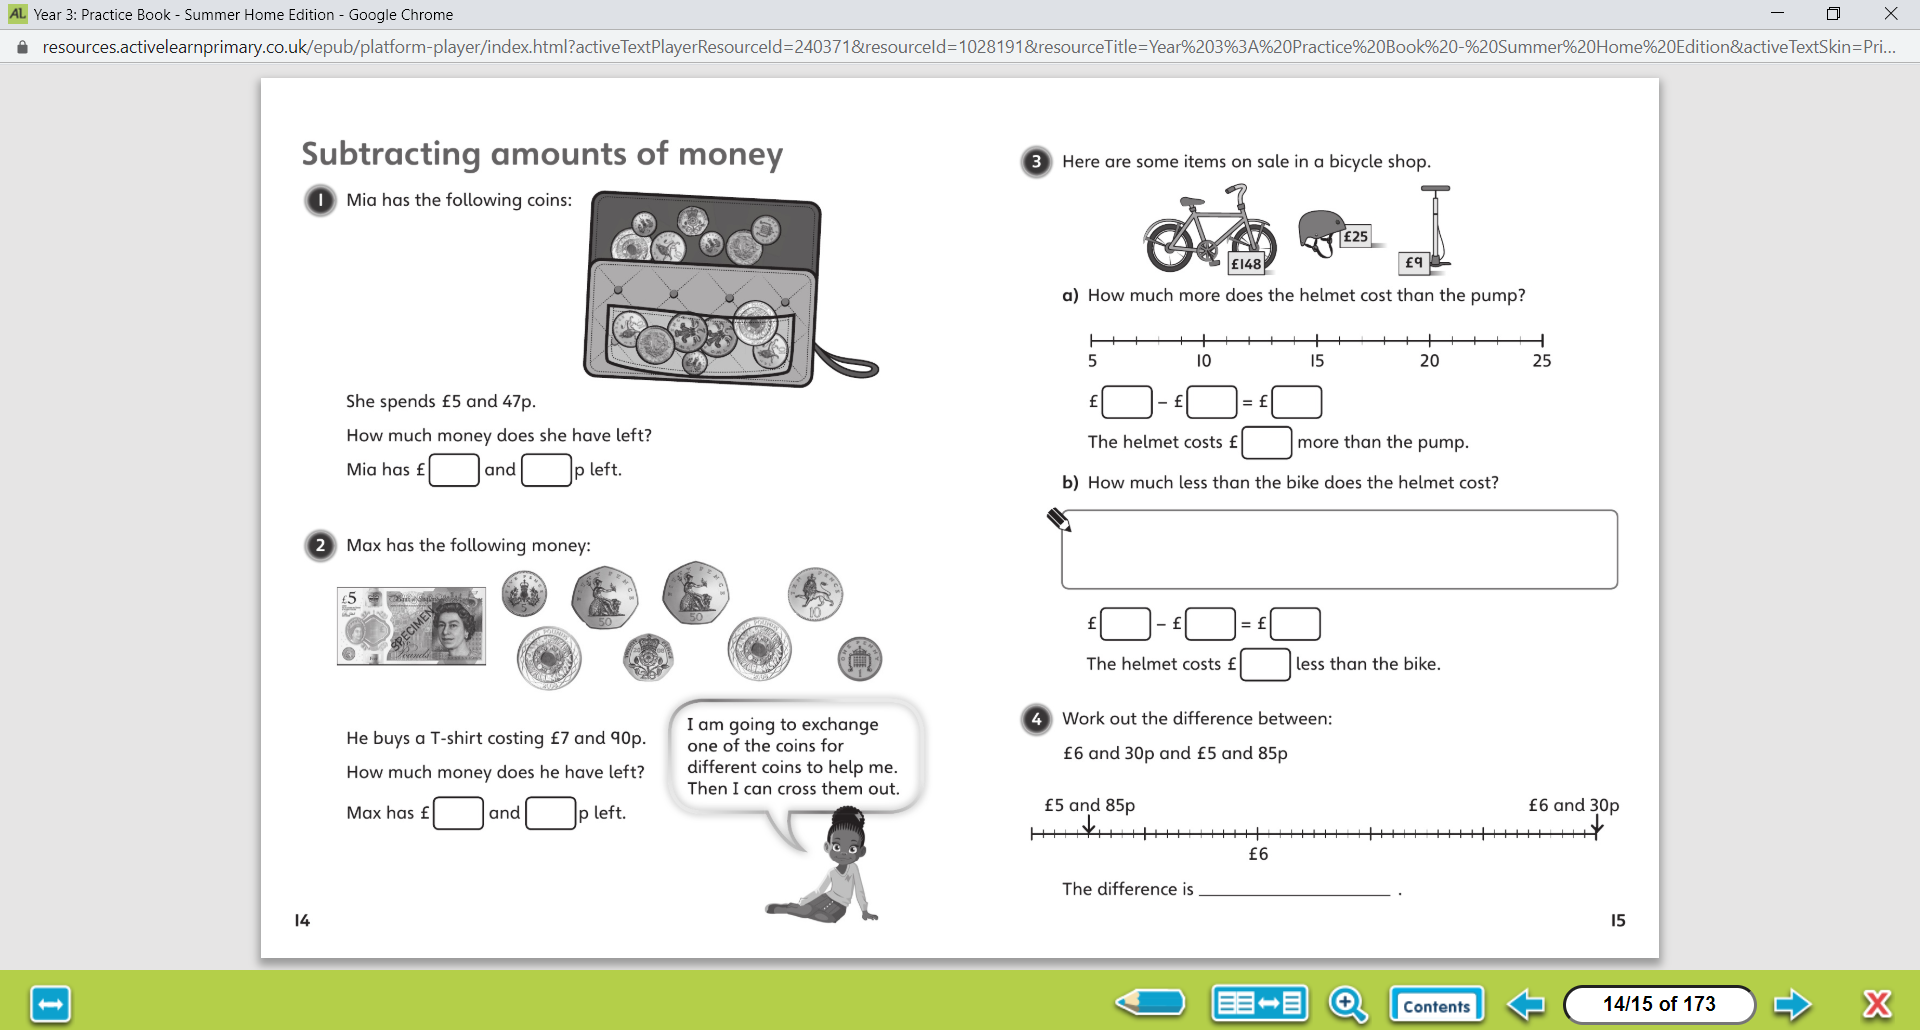 Year 3: Practice Book - Summer Home Edition - Google Chrome
resources.activelearnprimary.co.uk/epub/platform-player/index.html?activeTextPlayerResourceId=240371&resourceId=1028191&resourceTitle=Year%203%3A%20Practice%20Book%20-%20Summer%20Home%20Edition&activeTextSkin=Pri...
Subtracting amounts of money
1 Mia has the following coins:
She spends £5 and 47p.
How much money does she have left?
Mia has £ and p left.
2 Max has the following money:
£5
SPECIMEN
5
50
50
10
20
1
He buys a T-shirt costing £7 and 90p.
How much money does he have left?
Max has £ and p left.
I am going to exchange
one of the coins for
different coins to help me.
Then I can cross them out.
14
3 Here are some items on sale in a bicycle shop.
£148
£25
£9
a) How much more does the helmet cost than the pump?
5 10 15 20 25
£ – £ = £
The helmet costs £ more than the pump.
b) How much less than the bike does the helmet cost?
£ – £ = £
The helmet costs £ less than the bike.
4 Work out the difference between:
£6 and 30p and £5 and 85p
£5 and 85p £6 and 30p
£6
The difference is .
15
Contents
14/15 of 173